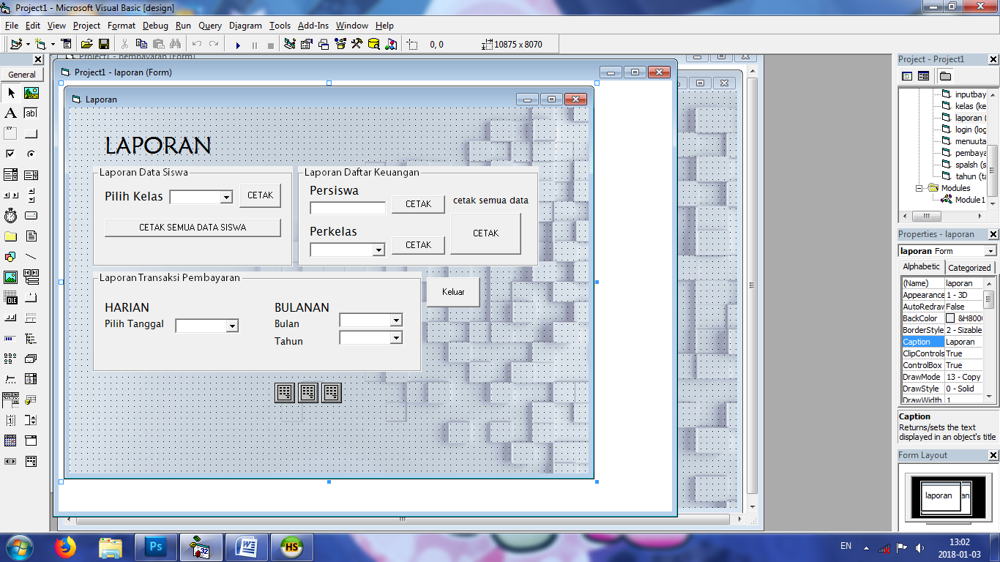 Project1 - Microsoft Visual Basic [design]
File Edit View Project Format Debug Run Query Diagram Tools Add-Ins Window Help
0, 0 10875 x 8070
General
Project1 - pembayaran (Form)
Project1 - laporan (Form)
Laporan
LAPORAN
Laporan Data Siswa
Pilih Kelas CETAK
CETAK SEMUA DATA SISWA
Laporan Daftar Keuangan
Persiswa
CETAK cetak semua data
Perkelas CETAK
CETAK
Laporan Transaksi Pembayaran
HARIAN BULANAN
Pilih Tanggal Bulan
Tahun
Keluar
Project - Project1
inputbay
kelas (ke
laporan (
login (log
menuuta
pembaya
spalsh (s
tahun (ta
Modules
Module1
Properties - laporan
laporan Form
Alphabetic Categorized
(Name) laporan
Appearance 1 - 3D
AutoRedraw False
BackColor &H800
BorderStyle 2 - Sizable
Caption Laporan
ClipControls True
ControlBox True
DrawMode 13 - Copy
DrawStyle 0 - Solid
DrawWidth 1
Caption
Returns/sets the text
displayed in an object's title
Form Layout
laporan an
OLE
Ps
32
W
HS
EN
13:02
2018-01-03